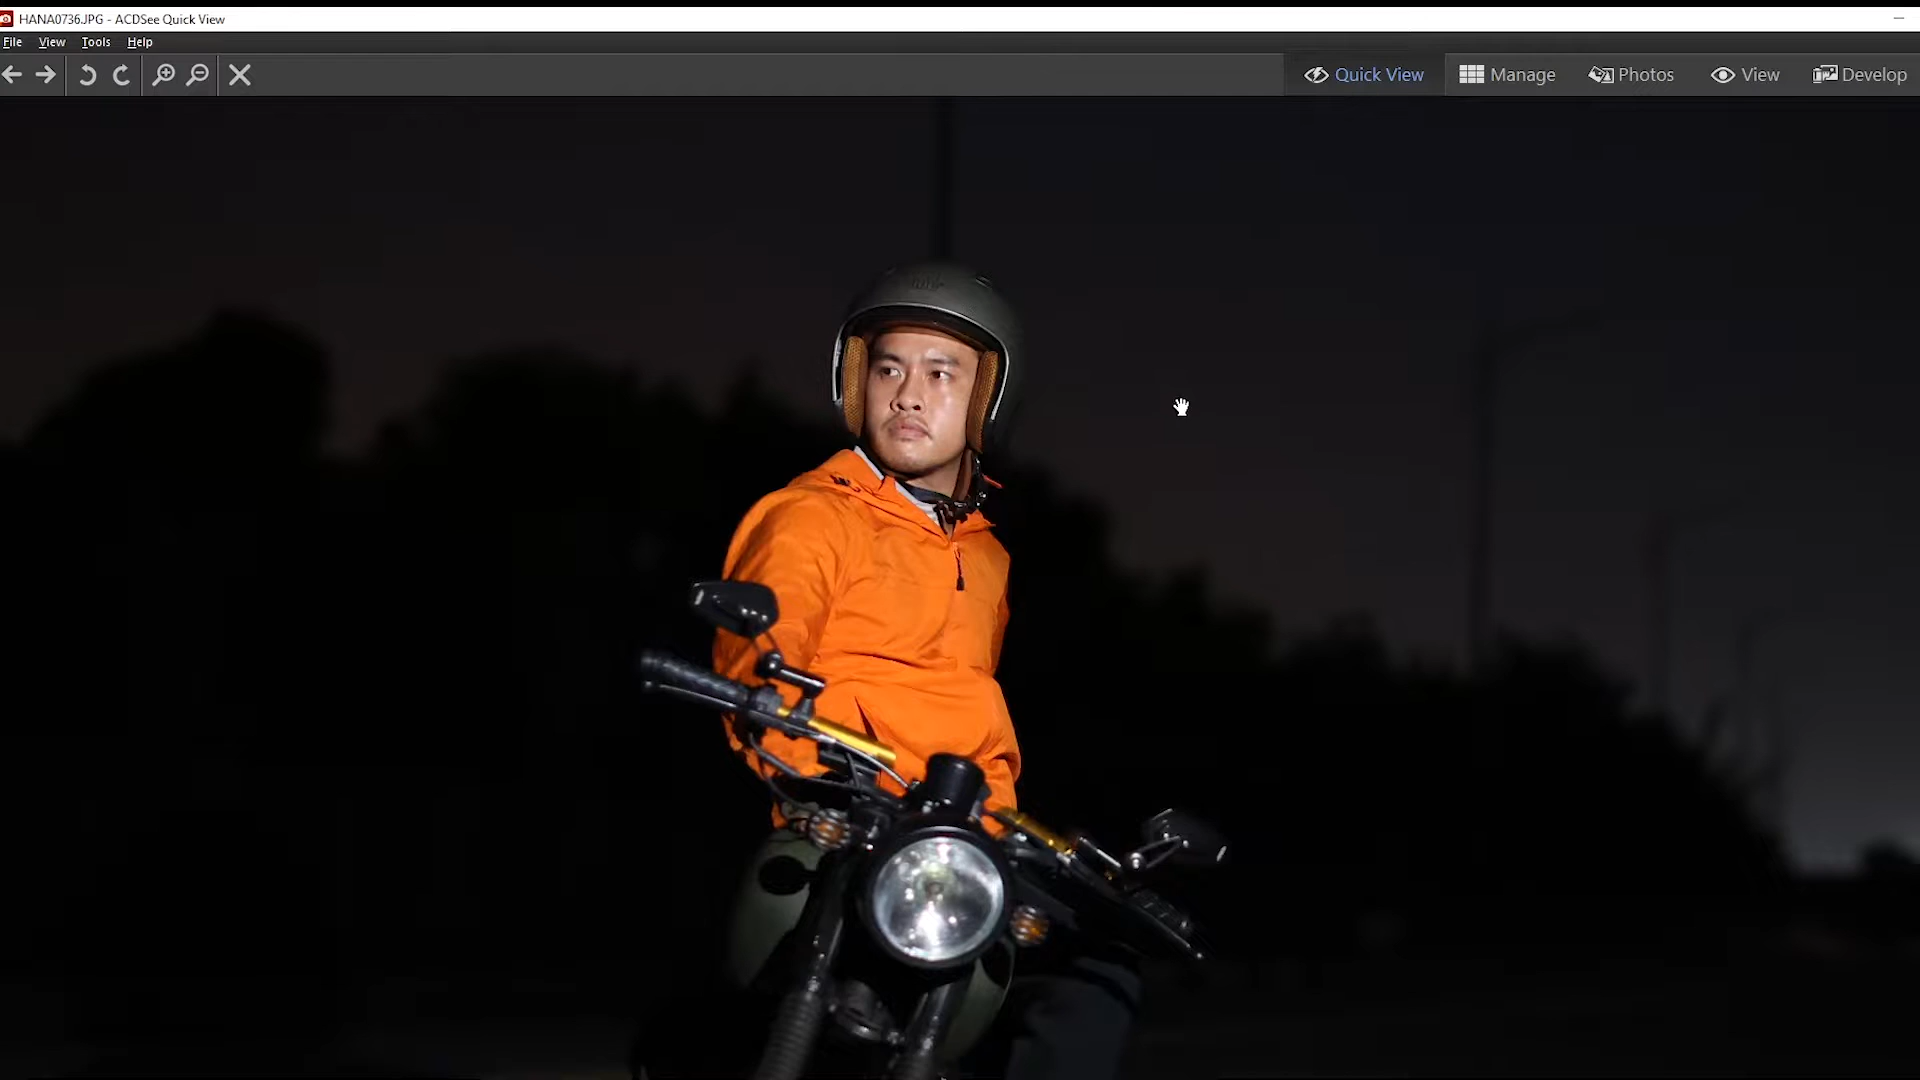 HANA0736.JPG - ACDSee Quick View
File View Tools Help
Quick View Manage Photos View Develop